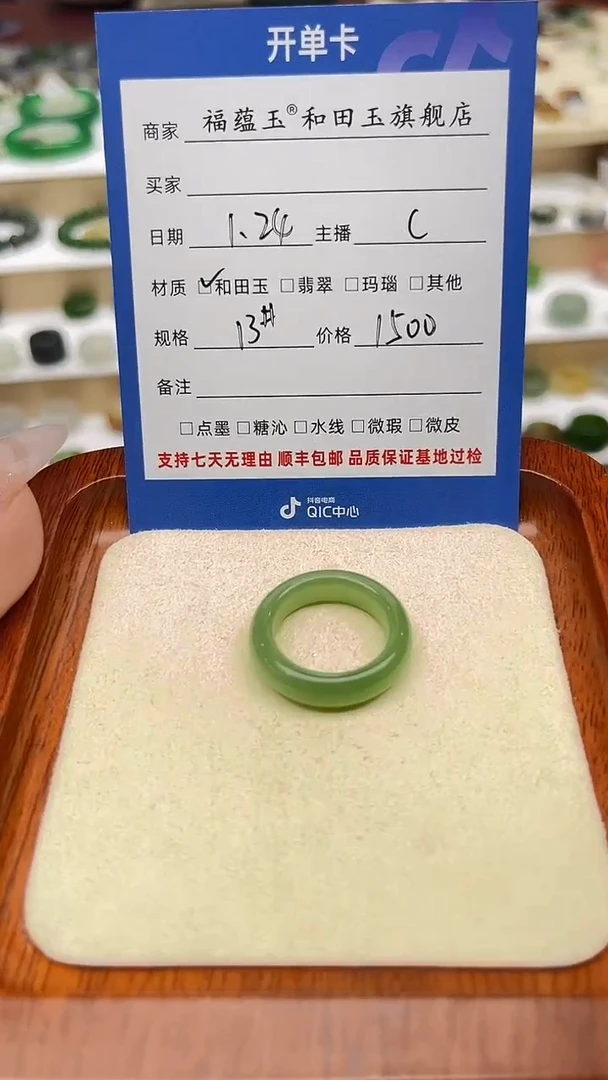 开单卡
商家 福蕴玉®和田玉旗舰店
买家
日期 1.24 主播 C
材质 ☑和田玉 □翡翠 □玛瑙 □其他
规格 13# 价格 1500
备注
□点墨 □糖沁 □水线 □微瑕 □微皮
支持七天无理由 顺丰包邮 品质保证基地过检
抖音电商
QIC中心